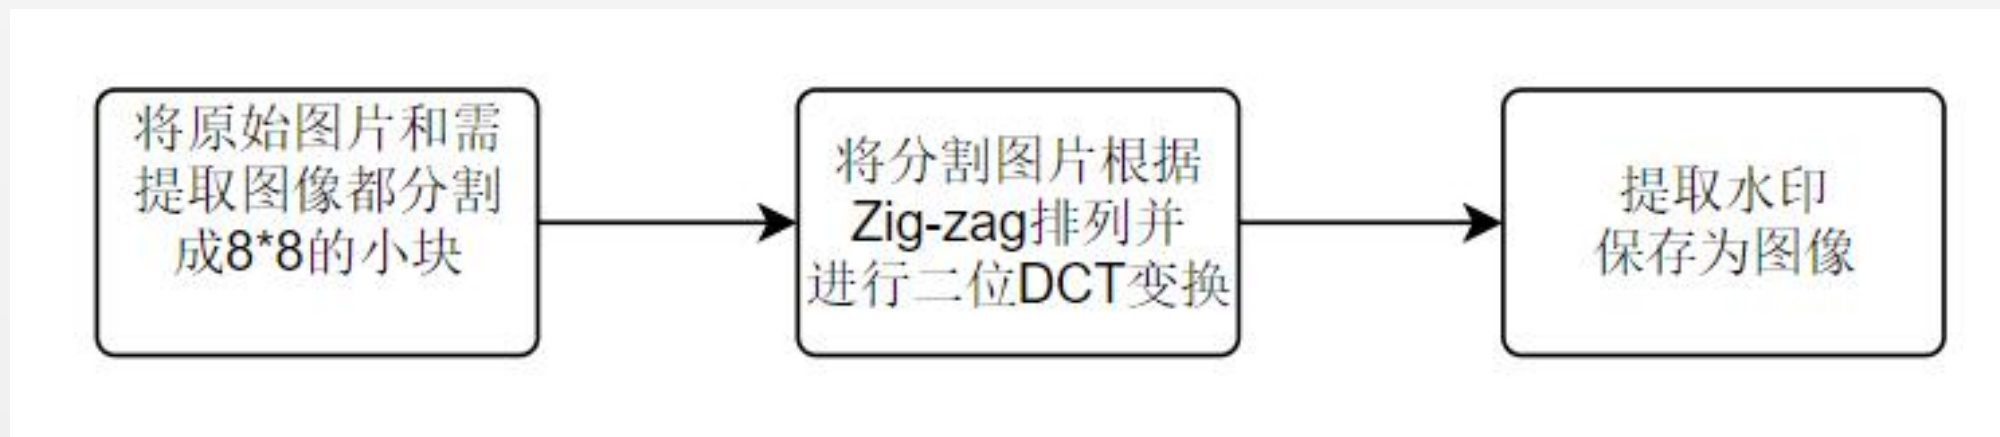 将原始图片和需
提取图像都分割
成8*8的小块
将分割图片根据
Zig-zag排列并
进行二位DCT变换
提取水印
保存为图像